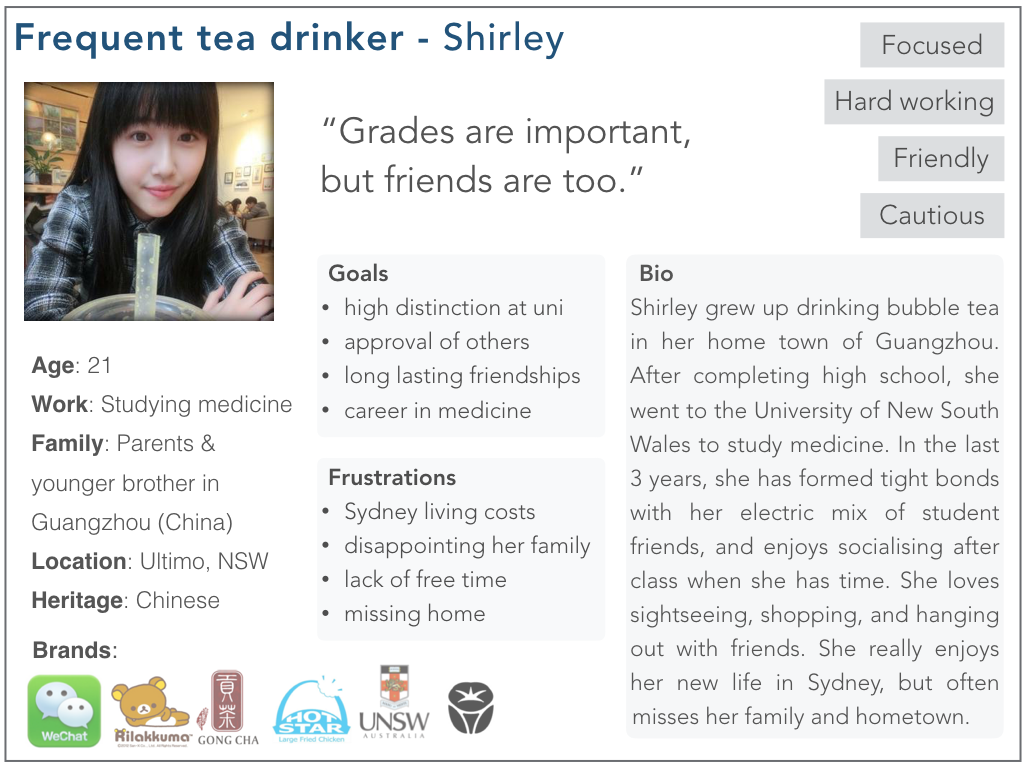 Frequent tea drinker - Shirley
Focused
Hard working
Friendly
Cautious
“Grades are important,
but friends are too.”
Age: 21
Work: Studying medicine
Family: Parents &
younger brother in
Guangzhou (China)
Location: Ultimo, NSW
Heritage: Chinese
Brands:
WeChat
Rilakkuma
貢茶
GONG CHA
HOT
STAR
Large Fried Chicken
UNSW
AUSTRALIA
Goals
• high distinction at uni
• approval of others
• long lasting friendships
• career in medicine
Frustrations
• Sydney living costs
• disappointing her family
• lack of free time
• missing home
Bio
Shirley grew up drinking bubble tea
in her home town of Guangzhou.
After completing high school, she
went to the University of New South
Wales to study medicine. In the last
3 years, she has formed tight bonds
with her electric mix of student
friends, and enjoys socialising after
class when she has time. She loves
sightseeing, shopping, and hanging
out with friends. She really enjoys
her new life in Sydney, but often
misses her family and hometown.